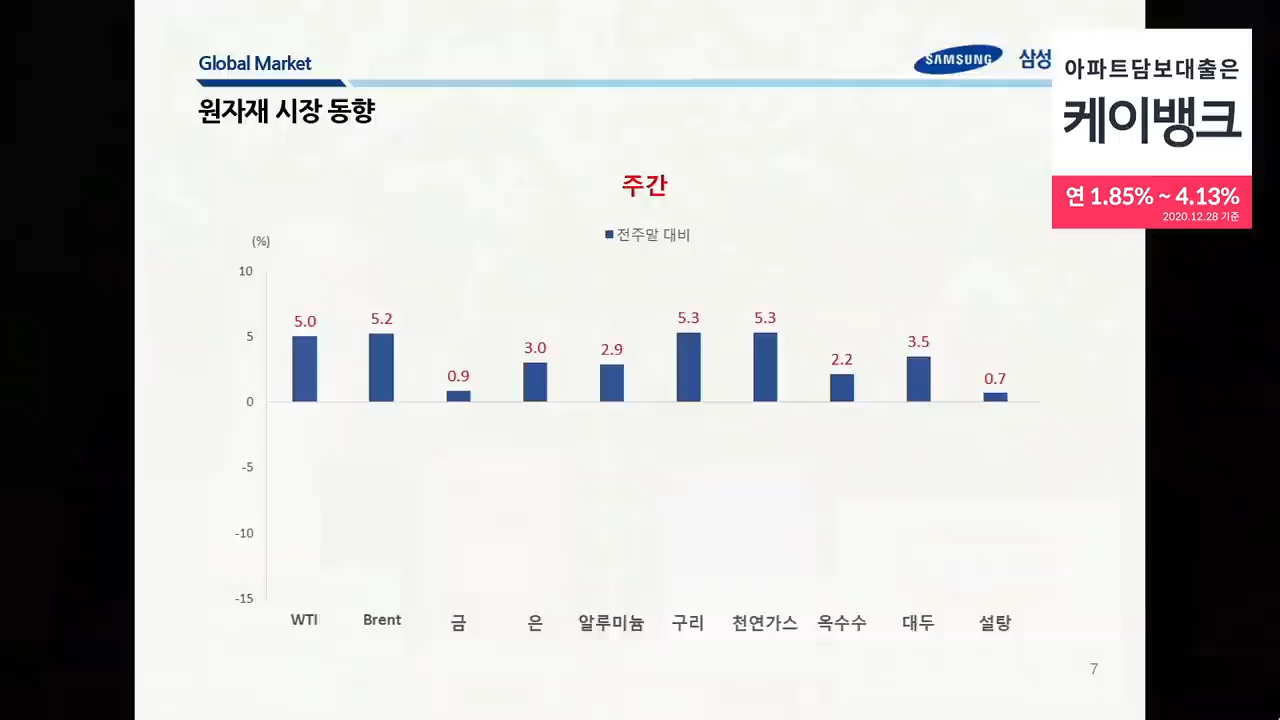 Global Market
SAMSUNG 삼성
원자재 시장 동향
아파트담보대출은
케이뱅크
연 1.85% ~ 4.13%
2020.12.28 기준
주간
전주말 대비
(%)
10
5
0
-5
-10
-15
5.0 5.2 0.9 3.0 2.9 5.3 5.3 2.2 3.5 0.7
WTI Brent 금 은 알루미늄 구리 천연가스 옥수수 대두 설탕
7